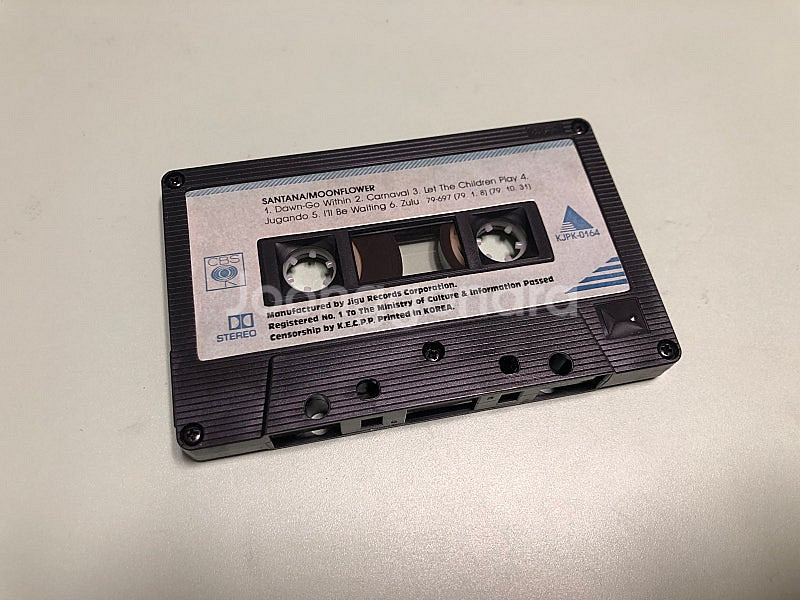 SANTANA/MOONFLOWER
1. Dawn-Go Within 2. Carnaval 3. Let The Children Play 4.
Jugando 5. I'll Be Waiting 6. Zulu 79-697 (79. 1. 8) (79. 10. 31)
CBS
KJPK-0164
Joonggonara
Manufactured by Jigu Records Corporation.
Registered No. 1 To The Ministry of Culture & Information Passed
Censorship by K.E.C.P.P. Printed in KOREA.
STEREO